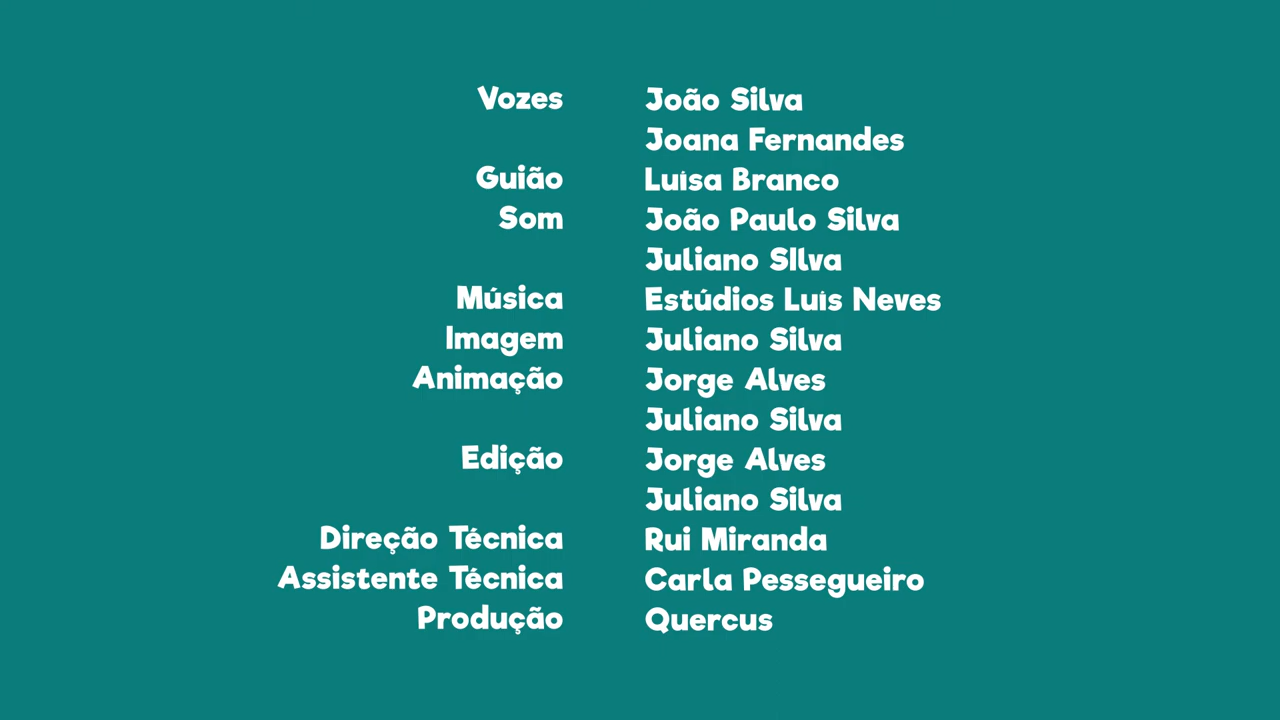 Vozes João Silva
Joana Fernandes
Guião Luísa Branco
Som João Paulo Silva
Juliano SIlva
Música Estúdios Luís Neves
Imagem Juliano Silva
Animação Jorge Alves
Juliano Silva
Edição Jorge Alves
Juliano Silva
Direção Técnica Rui Miranda
Assistente Técnica Carla Pessegueiro
Produção Quercus